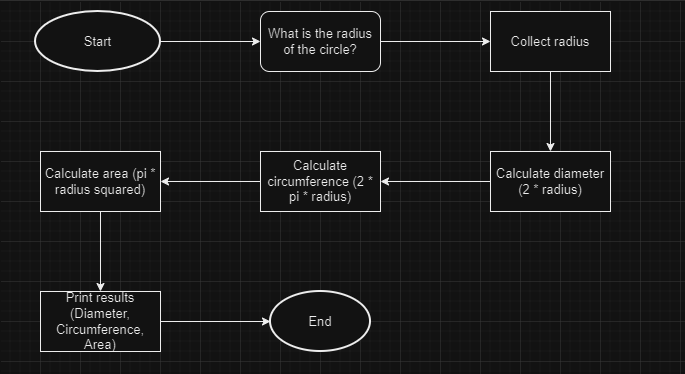 Start
What is the radius
of the circle?
Collect radius
Calculate diameter
(2 * radius)
Calculate
circumference (2 *
pi * radius)
Calculate area (pi *
radius squared)
Print results
(Diameter,
Circumference,
Area)
End